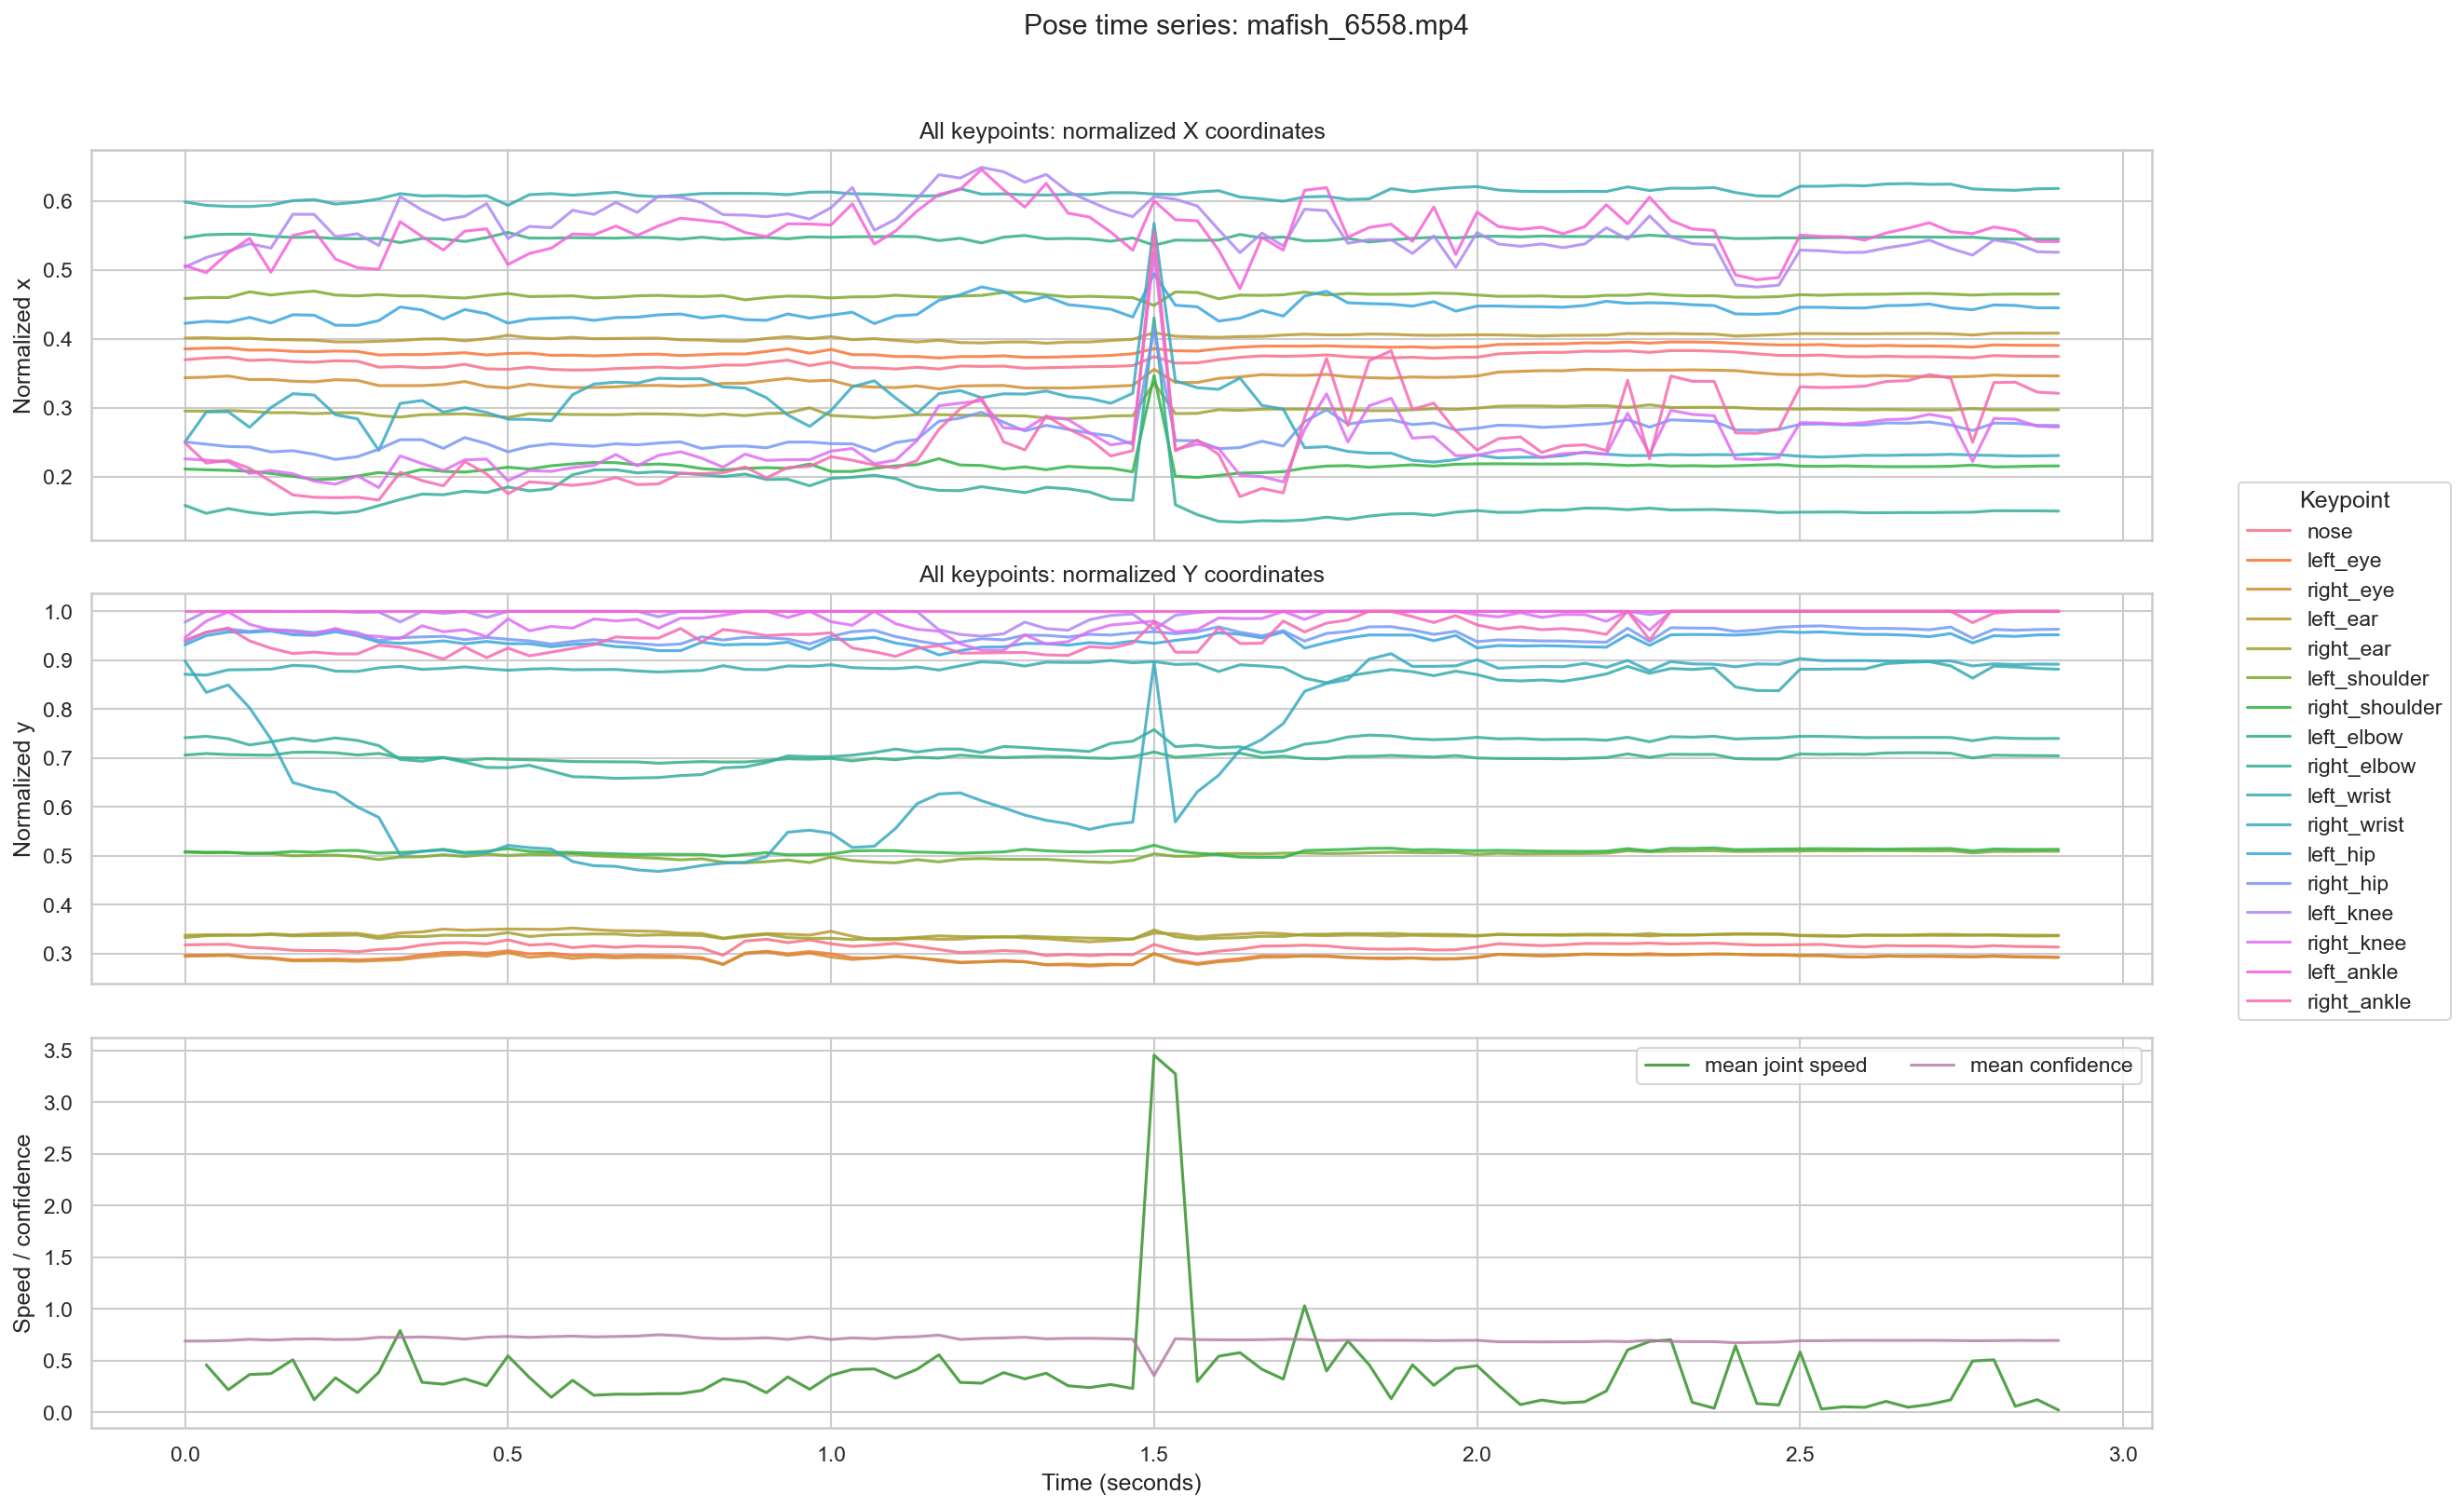 Pose time series: mafish_6558.mp4
All keypoints: normalized X coordinates
Normalized x
0.6
0.5
0.4
0.3
0.2
All keypoints: normalized Y coordinates
Normalized y
1.0
0.9
0.8
0.7
0.6
0.5
0.4
0.3
Keypoint
nose
left_eye
right_eye
left_ear
right_ear
left_shoulder
right_shoulder
left_elbow
right_elbow
left_wrist
right_wrist
left_hip
right_hip
left_knee
right_knee
left_ankle
right_ankle
Speed / confidence
3.5
3.0
2.5
2.0
1.5
1.0
0.5
0.0
mean joint speed mean confidence
0.0 0.5 1.0 1.5 2.0 2.5 3.0
Time (seconds)